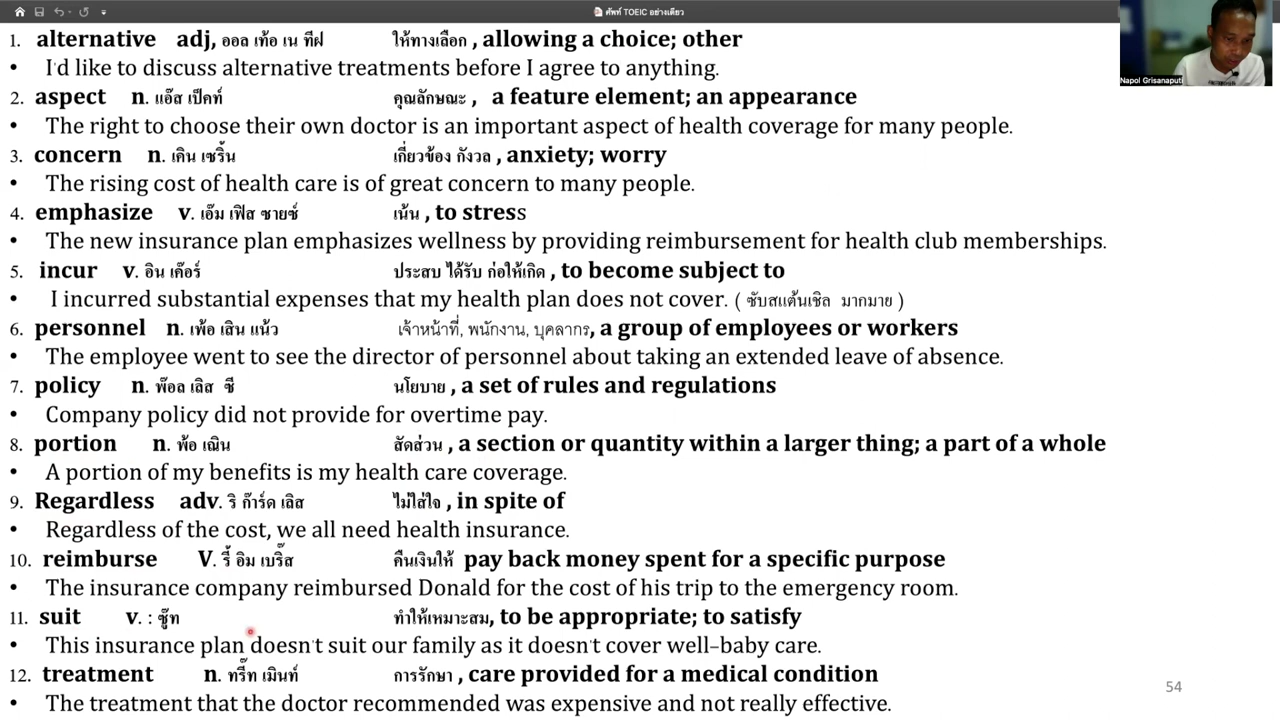 ศัพท์ TOEIC อย่างเดียว
Napol Grisanaputi
1. alternative adj, ออล เท้อ เน ทีฝ ให้ทางเลือก , allowing a choice; other
• I'd like to discuss alternative treatments before I agree to anything.
2. aspect n. แอ๊ส เป็คท์ คุณลักษณะ , a feature element; an appearance
• The right to choose their own doctor is an important aspect of health coverage for many people.
3. concern n. เคิน เซริ้น เกี่ยวข้อง กังวล , anxiety; worry
• The rising cost of health care is of great concern to many people.
4. emphasize v. เอ๊ม เฟิส ซายซ์ เน้น , to stress
• The new insurance plan emphasizes wellness by providing reimbursement for health club memberships.
5. incur v. อิน เค๊อร์ ประสบ ได้รับ ก่อให้เกิด , to become subject to
• I incurred substantial expenses that my health plan does not cover. ( ซับสแต้นเชิล มากมาย )
6. personnel n. เพ้อ เสิน แน้ว เจ้าหน้าที่, พนักงาน, บุคลากร, a group of employees or workers
• The employee went to see the director of personnel about taking an extended leave of absence.
7. policy n. พ๊อล เลิส ซี นโยบาย , a set of rules and regulations
• Company policy did not provide for overtime pay.
8. portion n. พ้อ เฌิน สัดส่วน , a section or quantity within a larger thing; a part of a whole
• A portion of my benefits is my health care coverage.
9. Regardless adv. ริ ก๊าร์ด เลิส ไม่ใส่ใจ , in spite of
• Regardless of the cost, we all need health insurance.
10. reimburse V. รี้ อิม เบริ๊ส คืนเงินให้ pay back money spent for a specific purpose
• The insurance company reimbursed Donald for the cost of his trip to the emergency room.
11. suit v. : ซู๊ท ทำให้เหมาะสม, to be appropriate; to satisfy
• This insurance plan doesn't suit our family as it doesn't cover well-baby care.
12. treatment n. ทรี๊ท เมินท์ การรักษา , care provided for a medical condition
• The treatment that the doctor recommended was expensive and not really effective.
54